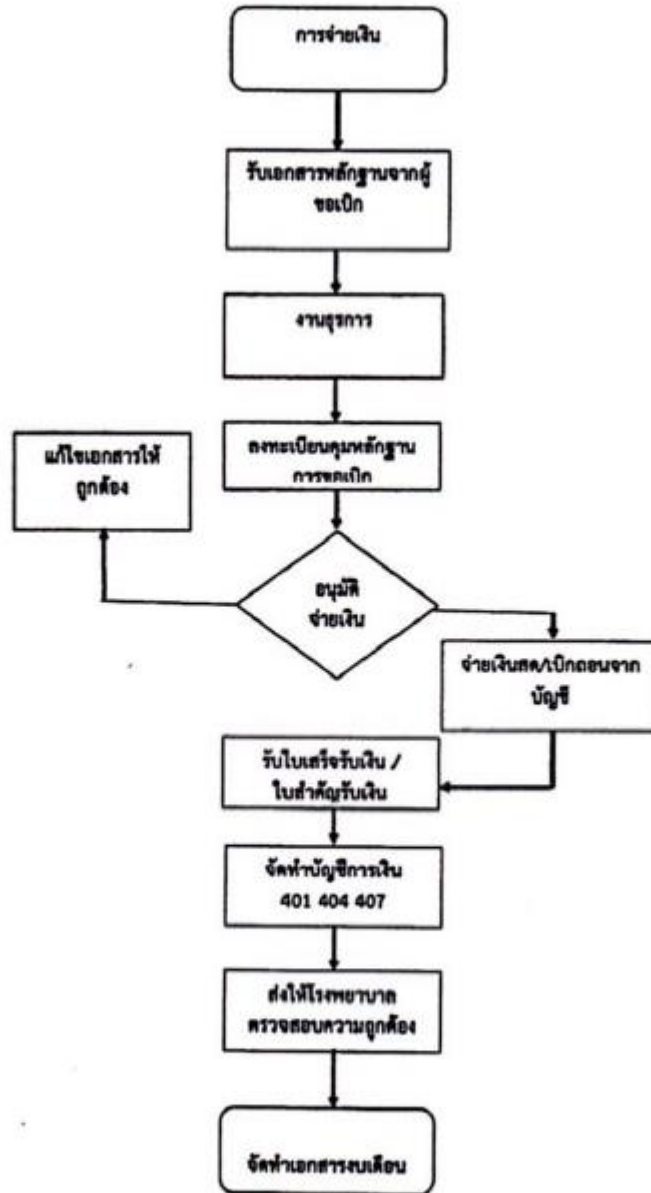 การจ่ายเงิน
รับเอกสารหลักฐานจากผู้
ขอเบิก
งานธุรการ
ลงทะเบียนคุมหลักฐาน
การขอเบิก
แก้ไขเอกสารให้
ถูกต้อง
อนุมัติ
จ่ายเงิน
จ่ายเงินสด/เบิกถอนจาก
บัญชี
รับใบเสร็จรับเงิน /
ใบสำคัญรับเงิน
จัดทำบัญชีการเงิน
401 404 407
ส่งให้โรงพยาบาล
ตรวจสอบความถูกต้อง
จัดทำเอกสารงบเดือน